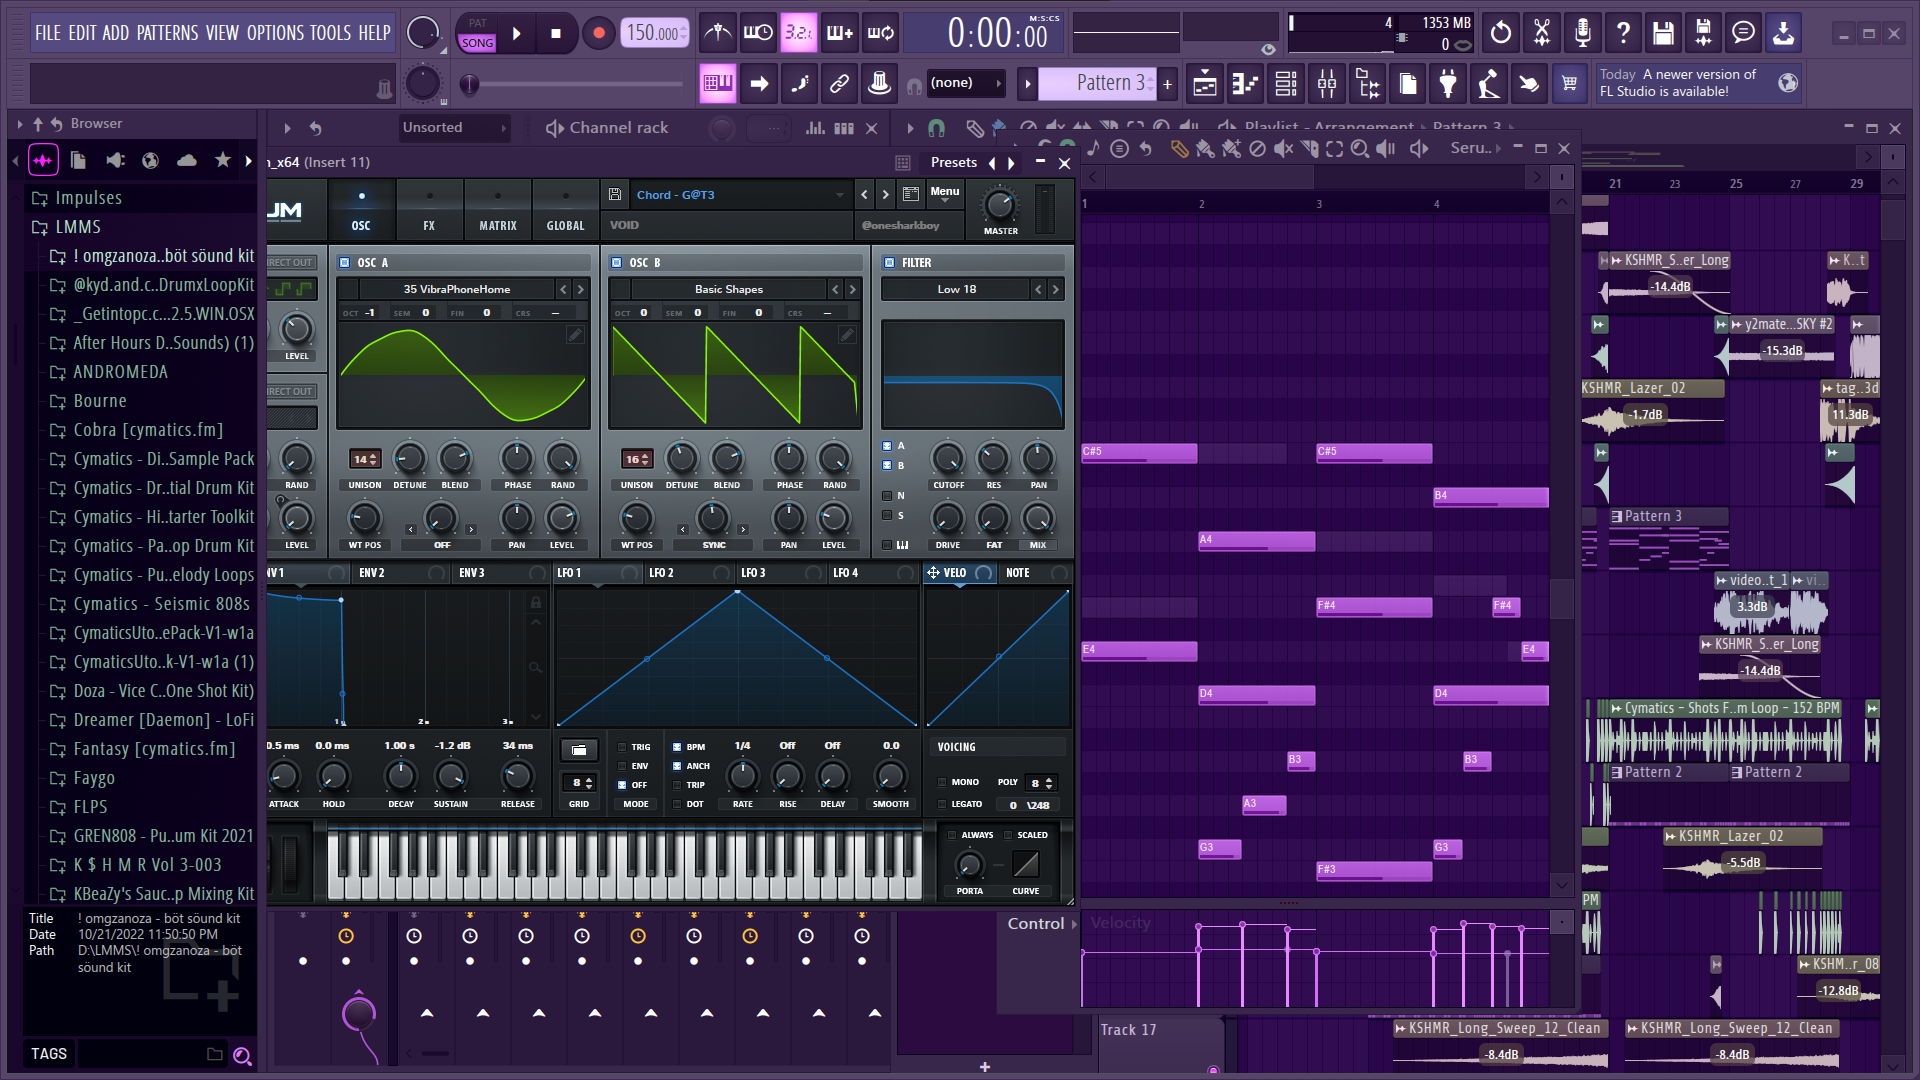 FILE EDIT ADD PATTERNS VIEW OPTIONS TOOLS HELP
PAT
SONG
150.000
3.2.
0:00:00
M:S:CS
4
1353 MB
0
(none)
Pattern 3
Today A newer version of
FL Studio is available!
Browser
Unsorted
Channel rack
Playlist - Arrangement
Pattern 3
Impulses
LMMS
! omgzanoza..böt söund kit
@kyd.and.c..DrumxLoopKit
_Getintopc.c...2.5.WIN.OSX
After Hours D..Sounds) (1)
ANDROMEDA
Bourne
Cobra [cymatics.fm]
Cymatics - Di..Sample Pack
Cymatics - Dr..tial Drum Kit
Cymatics - Hi..tarter Toolkit
Cymatics - Pa..op Drum Kit
Cymatics - Pu..elody Loops
Cymatics - Seismic 808s
CymaticsUto..ePack-V1-w1a
CymaticsUto..k-V1-w1a (1)
Doza - Vice C..One Shot Kit)
Dreamer [Daemon] - LoFi
Fantasy [cymatics.fm]
Faygo
FLPS
GREN808 - Pu..um Kit 2021
K $ H M R Vol 3-003
KBeaZy's Sauc..p Mixing Kit
Title ! omgzanoza - böt söund kit
Date 10/21/2022 11:50:50 PM
Path D:\LMMS\! omgzanoza - böt
söund kit
TAGS
_x64 (Insert 11)
Presets
UM
OSC
FX
MATRIX
GLOBAL
Chord - G@T3
VOID
@onesharkboy
Menu
MASTER
RECT OUT
LEVEL
RECT OUT
RAND
LEVEL
OSC A
35 VibraPhoneHome
OCT -1 SEM 0 FIN 0 CRS --
14
UNISON DETUNE BLEND PHASE RAND
WT POS OFF PAN LEVEL
OSC B
Basic Shapes
OCT 0 SEM 0 FIN 0 CRS --
16
UNISON DETUNE BLEND PHASE RAND
WT POS SYNC PAN LEVEL
FILTER
Low 18
A
B
N
S
CUTOFF RES PAN
DRIVE FAT MIX
NV 1 ENV 2 ENV 3
LFO 1 LFO 2 LFO 3 LFO 4
VELO NOTE
1s 2s 3s
0.5 ms 0.0 ms 1.00 s -1.2 dB 34 ms
ATTACK HOLD DECAY SUSTAIN RELEASE
8
GRID
TRIG
ENV
OFF
MODE
BPM
ANCH
TRIP
DOT
1/4 Off Off 0.0
RATE RISE DELAY SMOOTH
VOICING
MONO POLY 8
LEGATO 0 \248
ALWAYS SCALED
PORTA CURVE
Seru..
1 2 3 4
C#5
C#5
B4
A4
F#4
F#4
E4
E4
D4
D4
B3
B3
A3
G3
G3
F#3
Control
Velocity
21 23 25 27 29
KSHMR_S..er_Long
-14.4dB
K..t
y2mate...SKY #2
-15.3dB
KSHMR_Lazer_02
-1.7dB
tag..3d
11.3dB
Pattern 3
video..t_1
vi..
3.3dB
KSHMR_S..er_Long
-14.4dB
Cymatics - Shots F..m Loop - 152 BPM
Pattern 2
Pattern 2
KSHMR_Lazer_02
-5.5dB
PM
KSHM..r_08
-12.8dB
Track 17
KSHMR_Long_Sweep_12_Clean
-8.4dB
KSHMR_Long_Sweep_12_Clean
-8.4dB